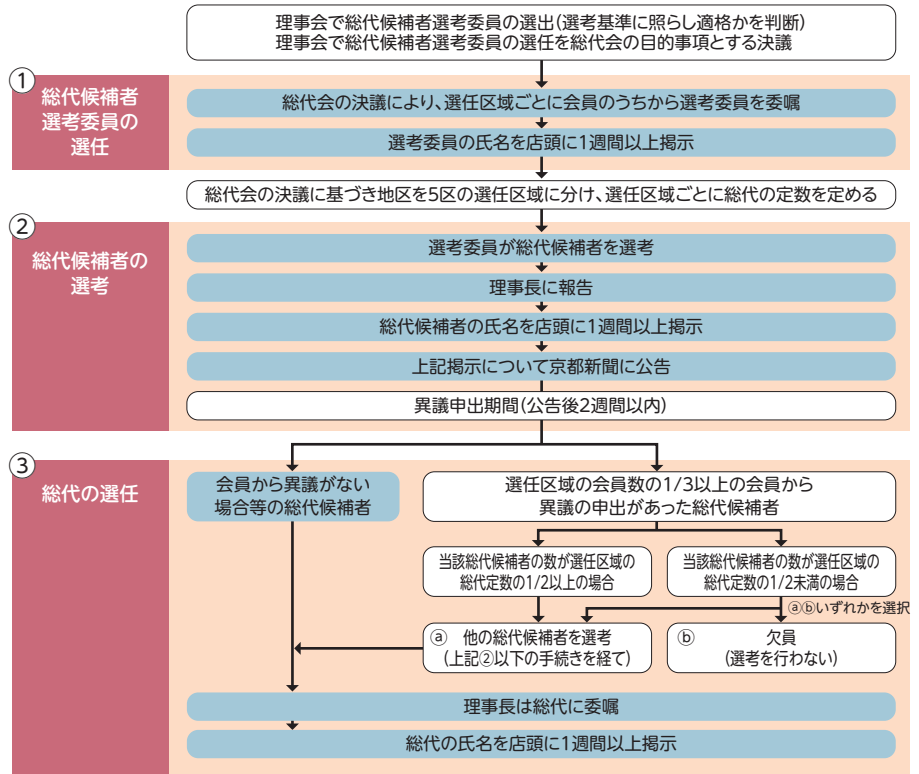 理事会で総代候補者選考委員の選出(選考基準に照らし適格かを判断)
理事会で総代候補者選考委員の選任を総代会の目的事項とする決議
①
総代候補者
選考委員の
選任
総代会の決議により、選任区域ごとに会員のうちから選考委員を委嘱
選考委員の氏名を店頭に1週間以上掲示
総代会の決議に基づき地区を5区の選任区域に分け、選任区域ごとに総代の定数を定める
②
総代候補者の
選考
選考委員が総代候補者を選考
理事長に報告
総代候補者の氏名を店頭に1週間以上掲示
上記掲示について京都新聞に公告
異議申出期間(公告後2週間以内)
③
総代の選任
会員から異議がない
場合等の総代候補者
選任区域の会員数の1/3以上の会員から
異議の申出があった総代候補者
当該総代候補者の数が選任区域の
総代定数の1/2以上の場合
当該総代候補者の数が選任区域の
総代定数の1/2未満の場合
ⓐⓑいずれかを選択
ⓐ 他の総代候補者を選考
(上記②以下の手続きを経て)
ⓑ 欠員
(選考を行わない)
理事長は総代に委嘱
総代の氏名を店頭に1週間以上掲示